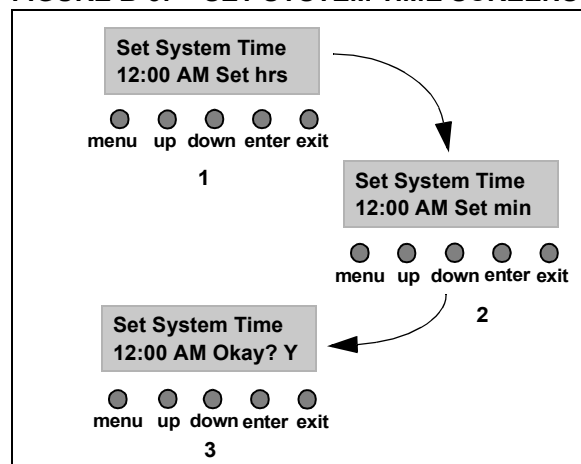 Set System Time
12:00 AM Set hrs
menu up down enter exit
1
Set System Time
12:00 AM Set min
menu up down enter exit
2
Set System Time
12:00 AM Okay? Y
menu up down enter exit
3